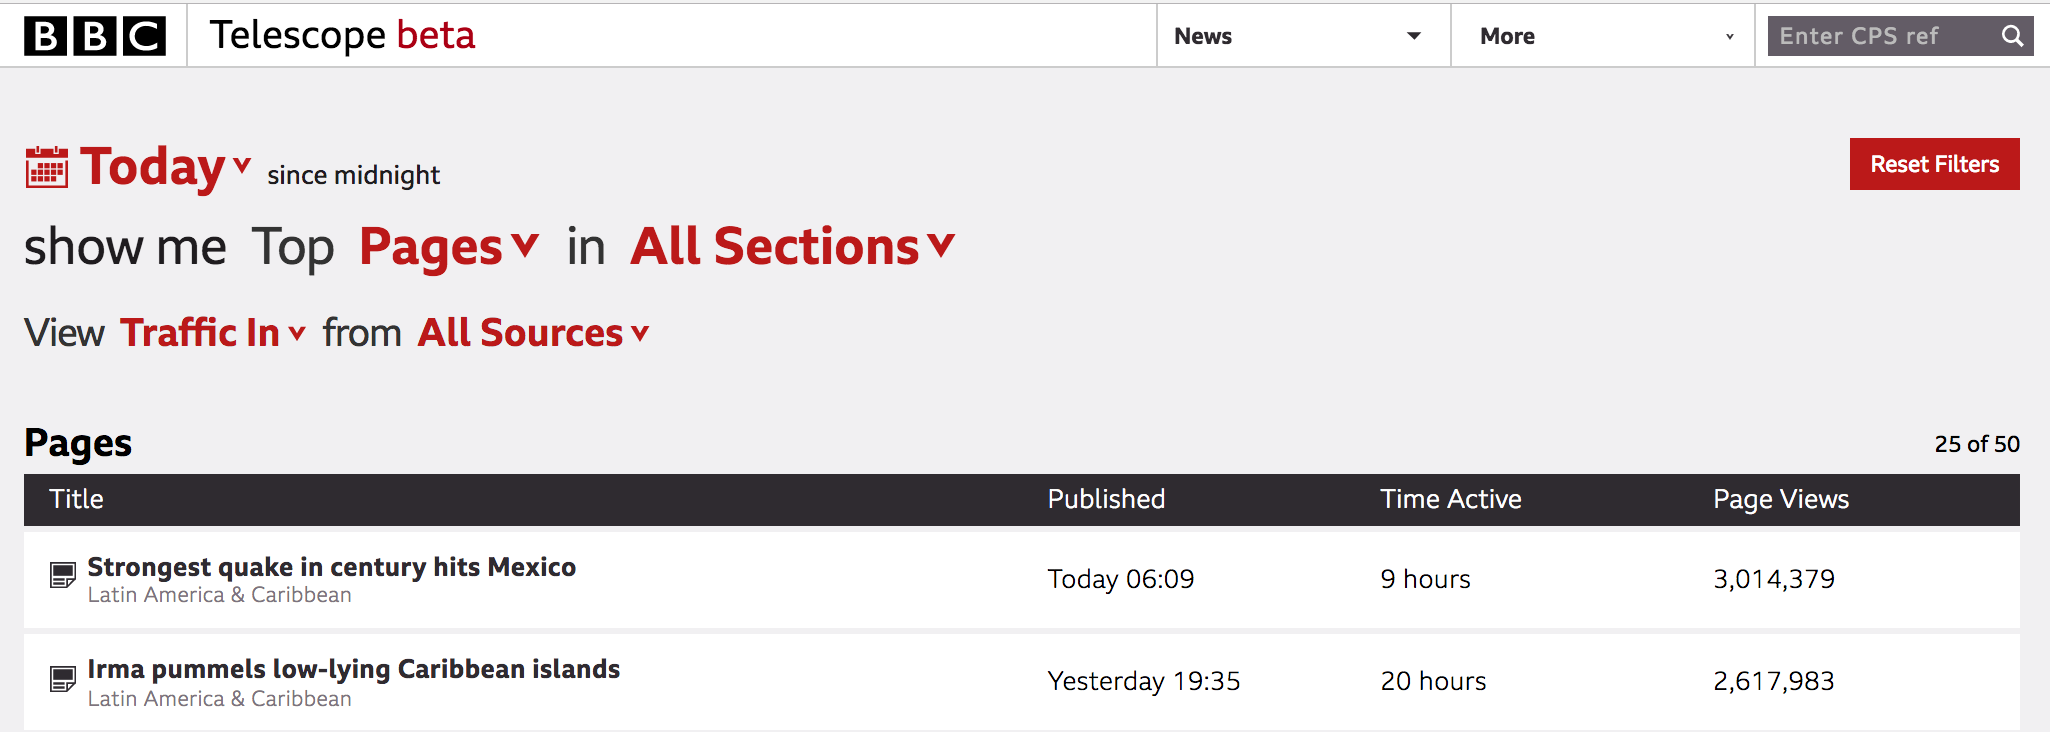 BBC Telescope beta News More Enter CPS ref
Today since midnight Reset Filters
show me Top Pages in All Sections
View Traffic In from All Sources
Pages 25 of 50
Title Published Time Active Page Views
Strongest quake in century hits Mexico
Latin America & Caribbean
Today 06:09 9 hours 3,014,379
Irma pummels low-lying Caribbean islands
Latin America & Caribbean
Yesterday 19:35 20 hours 2,617,983